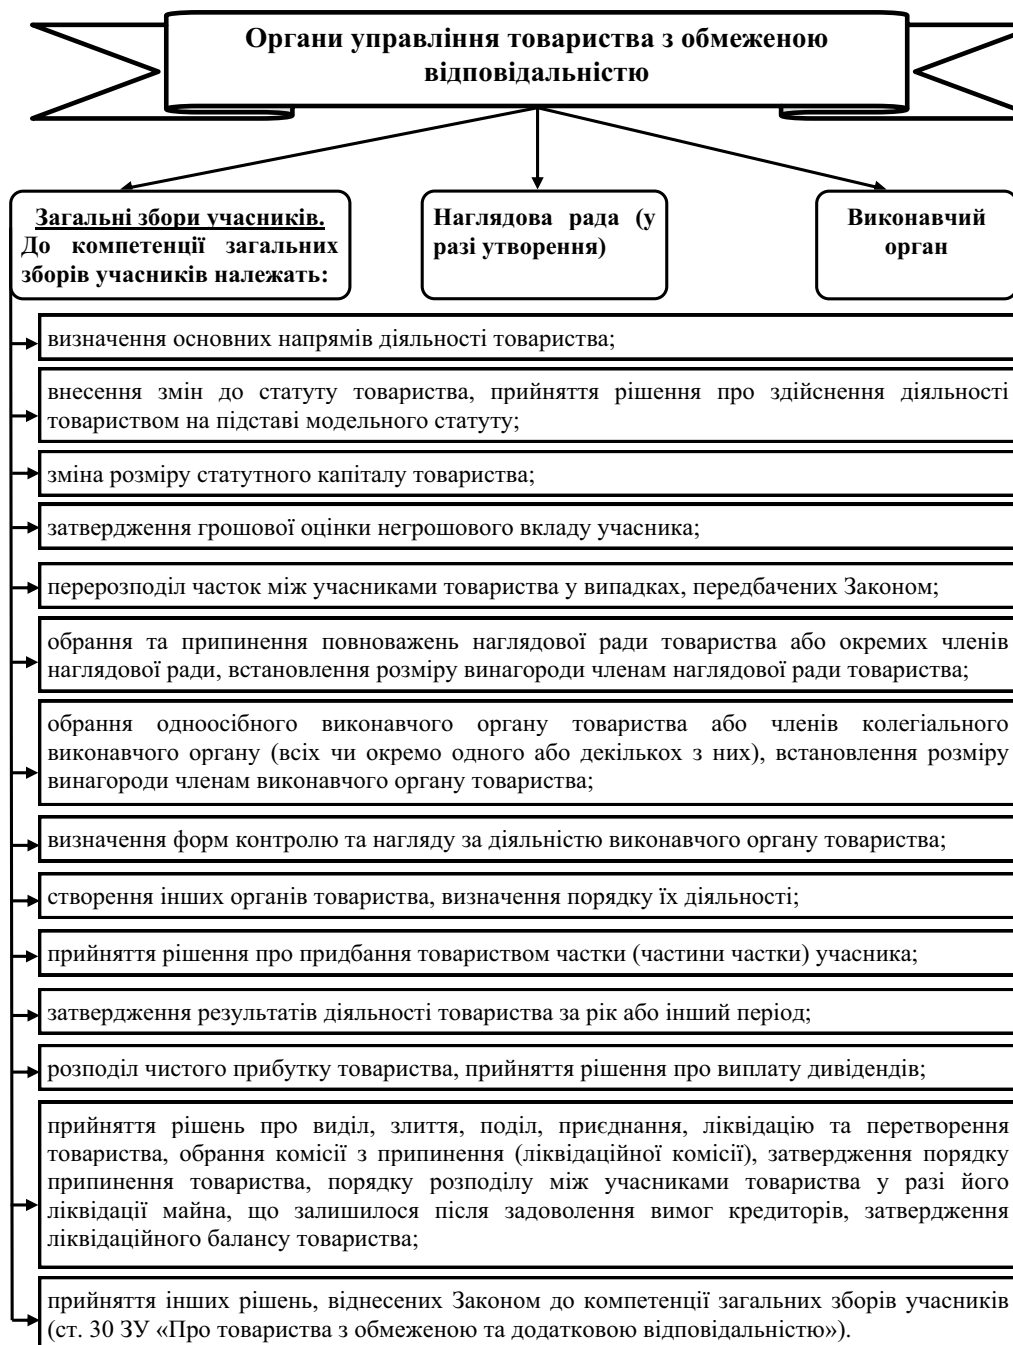 Органи управління товариства з обмеженою
відповідальністю
Загальні збори учасників.
До компетенції загальних
зборів учасників належать:
Наглядова рада (у
разі утворення)
Виконавчий
орган
визначення основних напрямів діяльності товариства;
внесення змін до статуту товариства, прийняття рішення про здійснення діяльності
товариством на підставі модельного статуту;
зміна розміру статутного капіталу товариства;
затвердження грошової оцінки негрошового вкладу учасника;
перерозподіл часток між учасниками товариства у випадках, передбачених Законом;
обрання та припинення повноважень наглядової ради товариства або окремих членів
наглядової ради, встановлення розміру винагороди членам наглядової ради товариства;
обрання одноосібного виконавчого органу товариства або членів колегіального
виконавчого органу (всіх чи окремо одного або декількох з них), встановлення розміру
винагороди членам виконавчого органу товариства;
визначення форм контролю та нагляду за діяльністю виконавчого органу товариства;
створення інших органів товариства, визначення порядку їх діяльності;
прийняття рішення про придбання товариством частки (частини частки) учасника;
затвердження результатів діяльності товариства за рік або інший період;
розподіл чистого прибутку товариства, прийняття рішення про виплату дивідендів;
прийняття рішень про виділ, злиття, поділ, приєднання, ліквідацію та перетворення
товариства, обрання комісії з припинення (ліквідаційної комісії), затвердження порядку
припинення товариства, порядку розподілу між учасниками товариства у разі його
ліквідації майна, що залишилося після задоволення вимог кредиторів, затвердження
ліквідаційного балансу товариства;
прийняття інших рішень, віднесених Законом до компетенції загальних зборів учасників
(ст. 30 ЗУ «Про товариства з обмеженою та додатковою відповідальністю»).